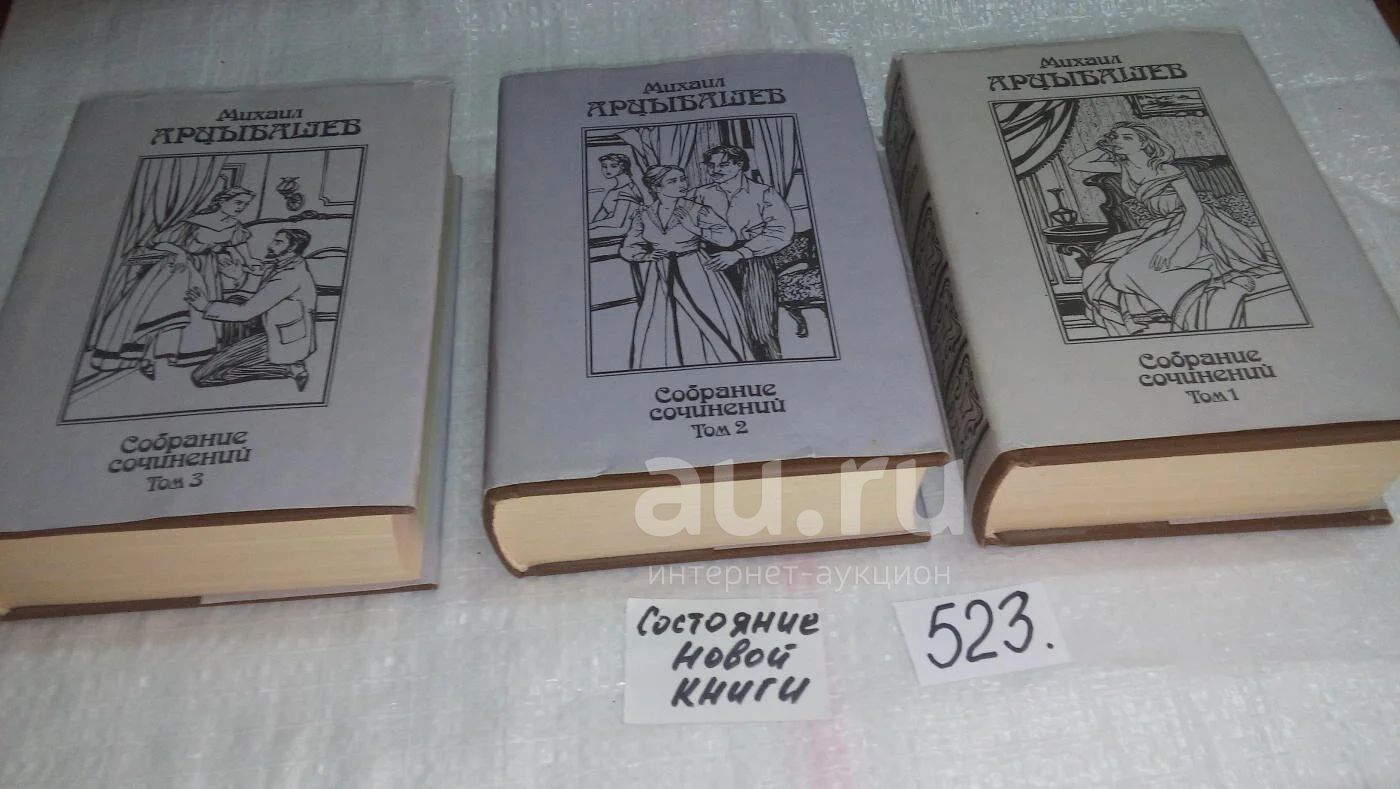 Михаил
АРЦЫБАШЕВ
Собрание
сочинений
Том 3
Михаил
АРЦЫБАШЕВ
Собрание
сочинений
Том 2
Михаил
АРЦЫБАШЕВ
Собрание
сочинений
Том 1
au.ru
интернет-аукцион
Состояние
новой
книги
523.